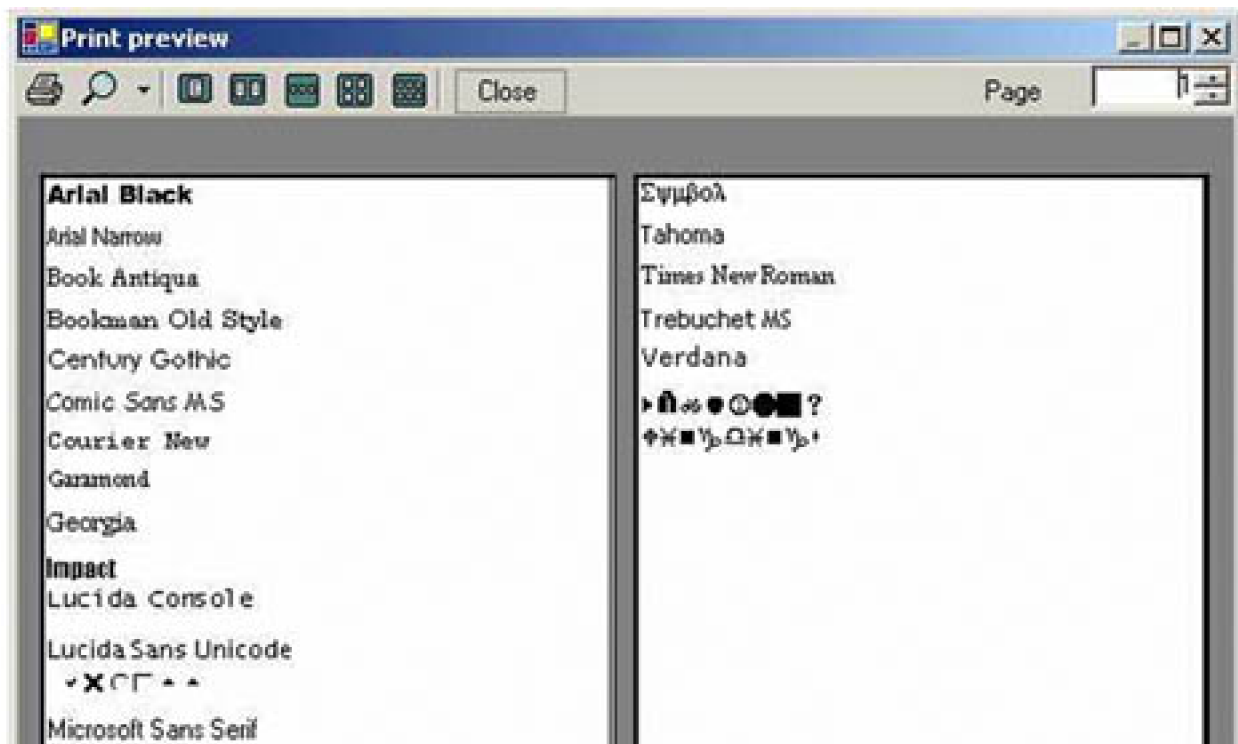 Print preview
Close Page 1
Arial Black
Arial Narrow
Book Antiqua
Bookman Old Style
Century Gothic
Comic Sans MS
Courier New
Garamond
Georgia
Impact
Lucida Console
Lucida Sans Unicode
Microsoft Sans Serif
Σψμβολ
Tahoma
Times New Roman
Trebuchet MS
Verdana